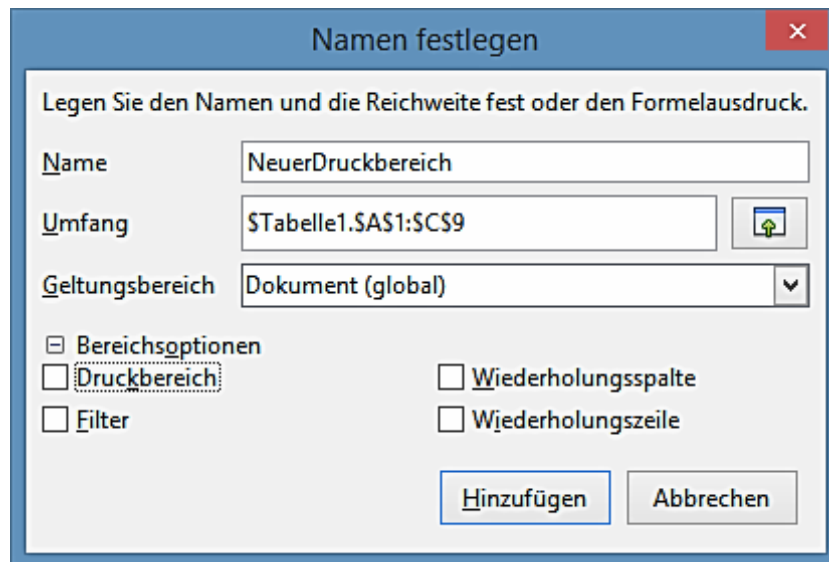 Namen festlegen
Legen Sie den Namen und die Reichweite fest oder den Formelausdruck.
Name NeuerDruckbereich
Umfang $Tabelle1.$A$1:$C$9
Geltungsbereich Dokument (global)
Bereichsoptionen
Druckbereich Wiederholungsspalte
Filter Wiederholungszeile
Hinzufügen Abbrechen